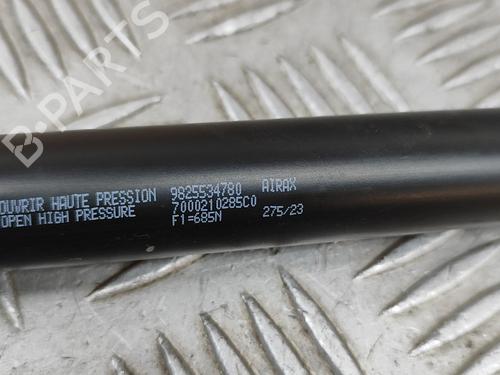 B-PARTS
OUVRIR HAUTE PRESSION 9825534780 AIRAX
OPEN HIGH PRESSURE 7000210285C0
F1=685N 275/23